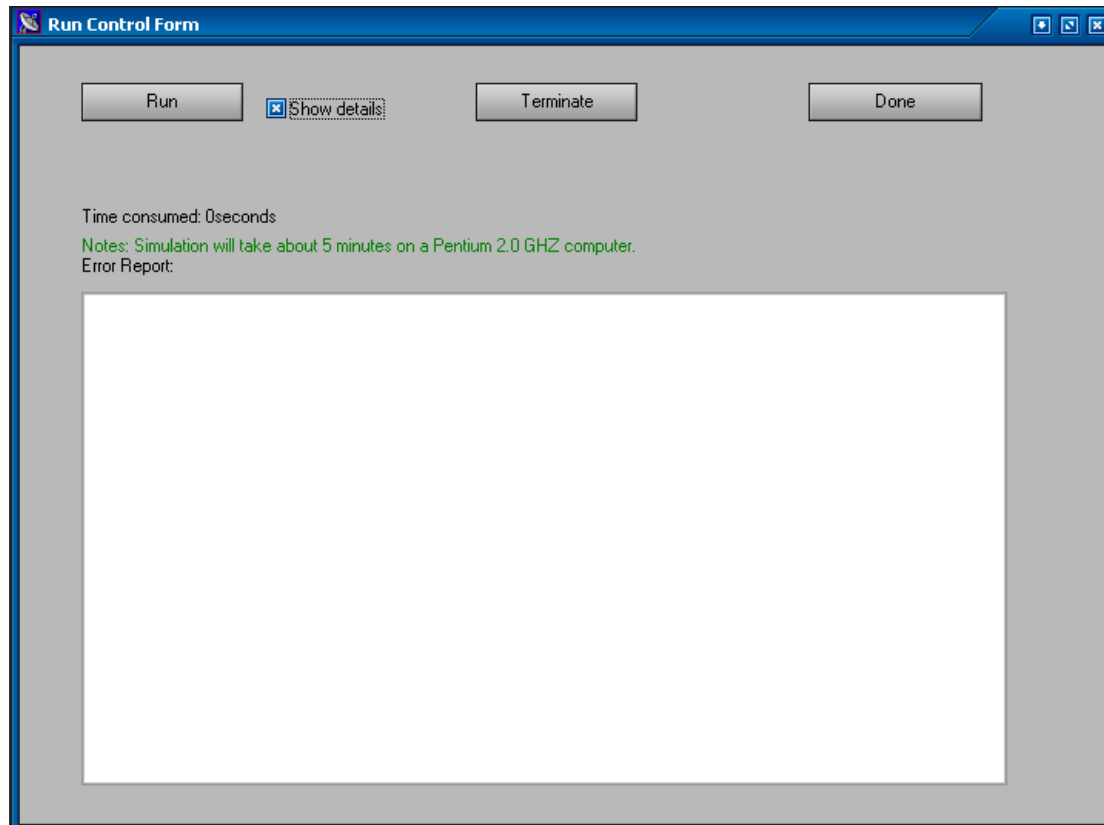 Run Control Form
Run
Show details
Terminate
Done
Time consumed: 0seconds
Notes: Simulation will take about 5 minutes on a Pentium 2.0 GHZ computer.
Error Report: